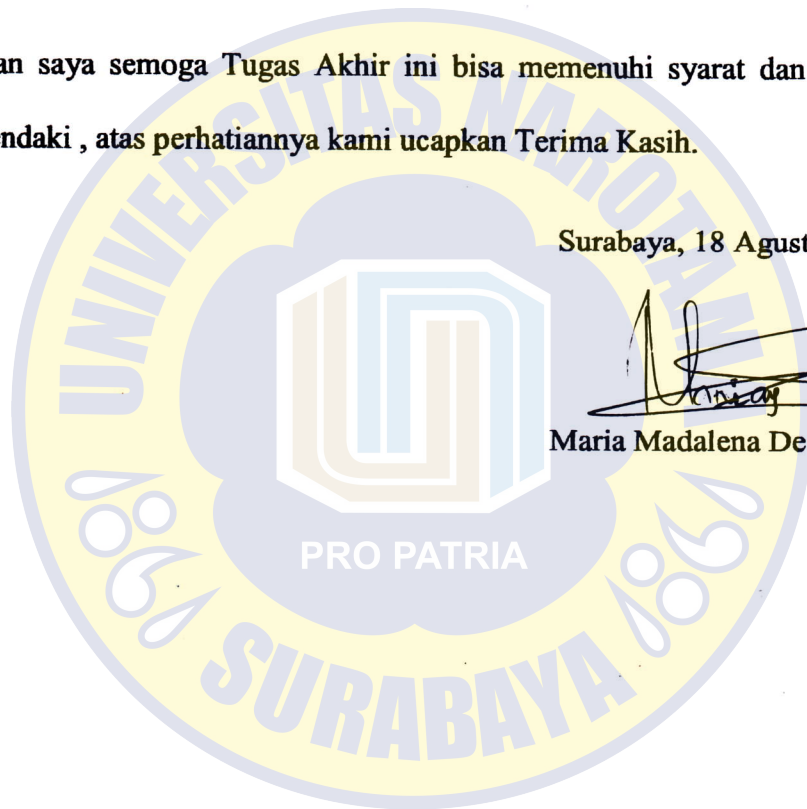 an saya semoga Tugas Akhir ini bisa memenuhi syarat dan
endaki , atas perhatiannya kami ucapkan Terima Kasih.
Surabaya, 18 Agust
Maria Madalena De
UNIVERSITAS NAROTAMA
PRO PATRIA
SURABAYA